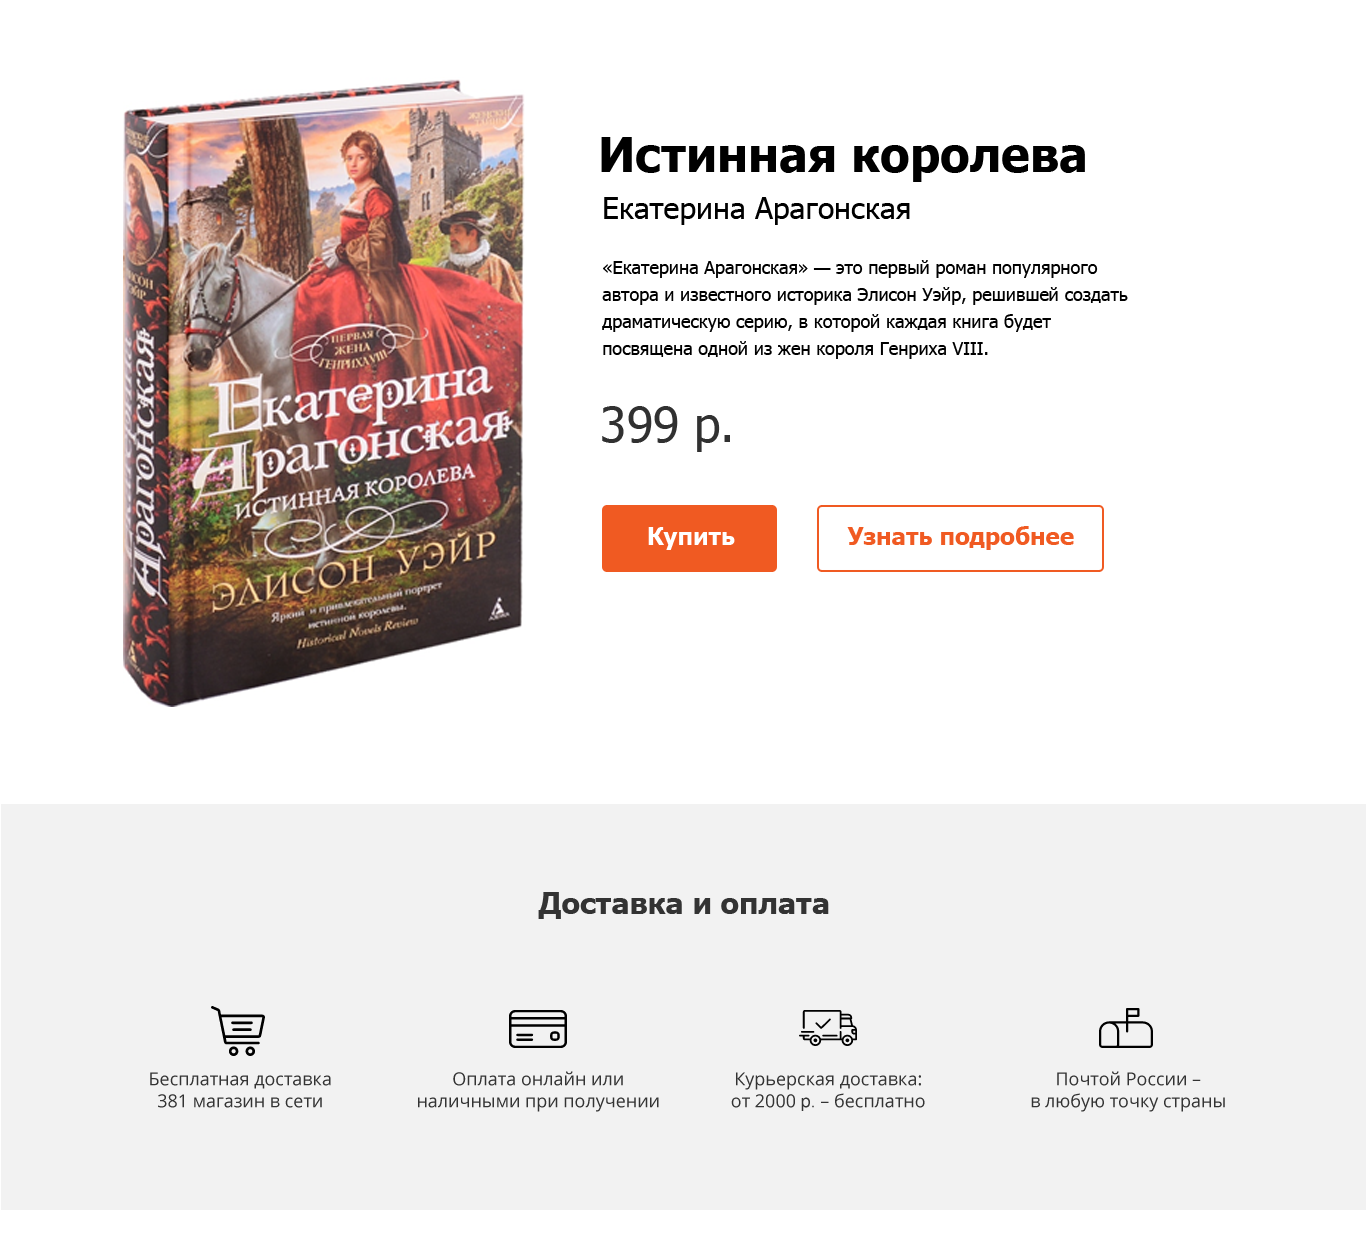 ПЕРВАЯ
ЖЕНА
ГЕНРИХА VIII
ЕКАТЕРИНА
АРАГОНСКАЯ
ИСТИННАЯ КОРОЛЕВА
ЭЛИСОН УЭЙР
Яркий и привлекательный портрет
истинной королевы.
Historical Novels Review
Арагонская
Истинная королева
Екатерина Арагонская
«Екатерина Арагонская» — это первый роман популярного
автора и известного историка Элисон Уэйр, решившей создать
драматическую серию, в которой каждая книга будет
посвящена одной из жен короля Генриха VIII.
399 р.
Купить
Узнать подробнее
Доставка и оплата
Бесплатная доставка
381 магазин в сети
Оплата онлайн или
наличными при получении
Курьерская доставка:
от 2000 р. – бесплатно
Почтой России –
в любую точку страны